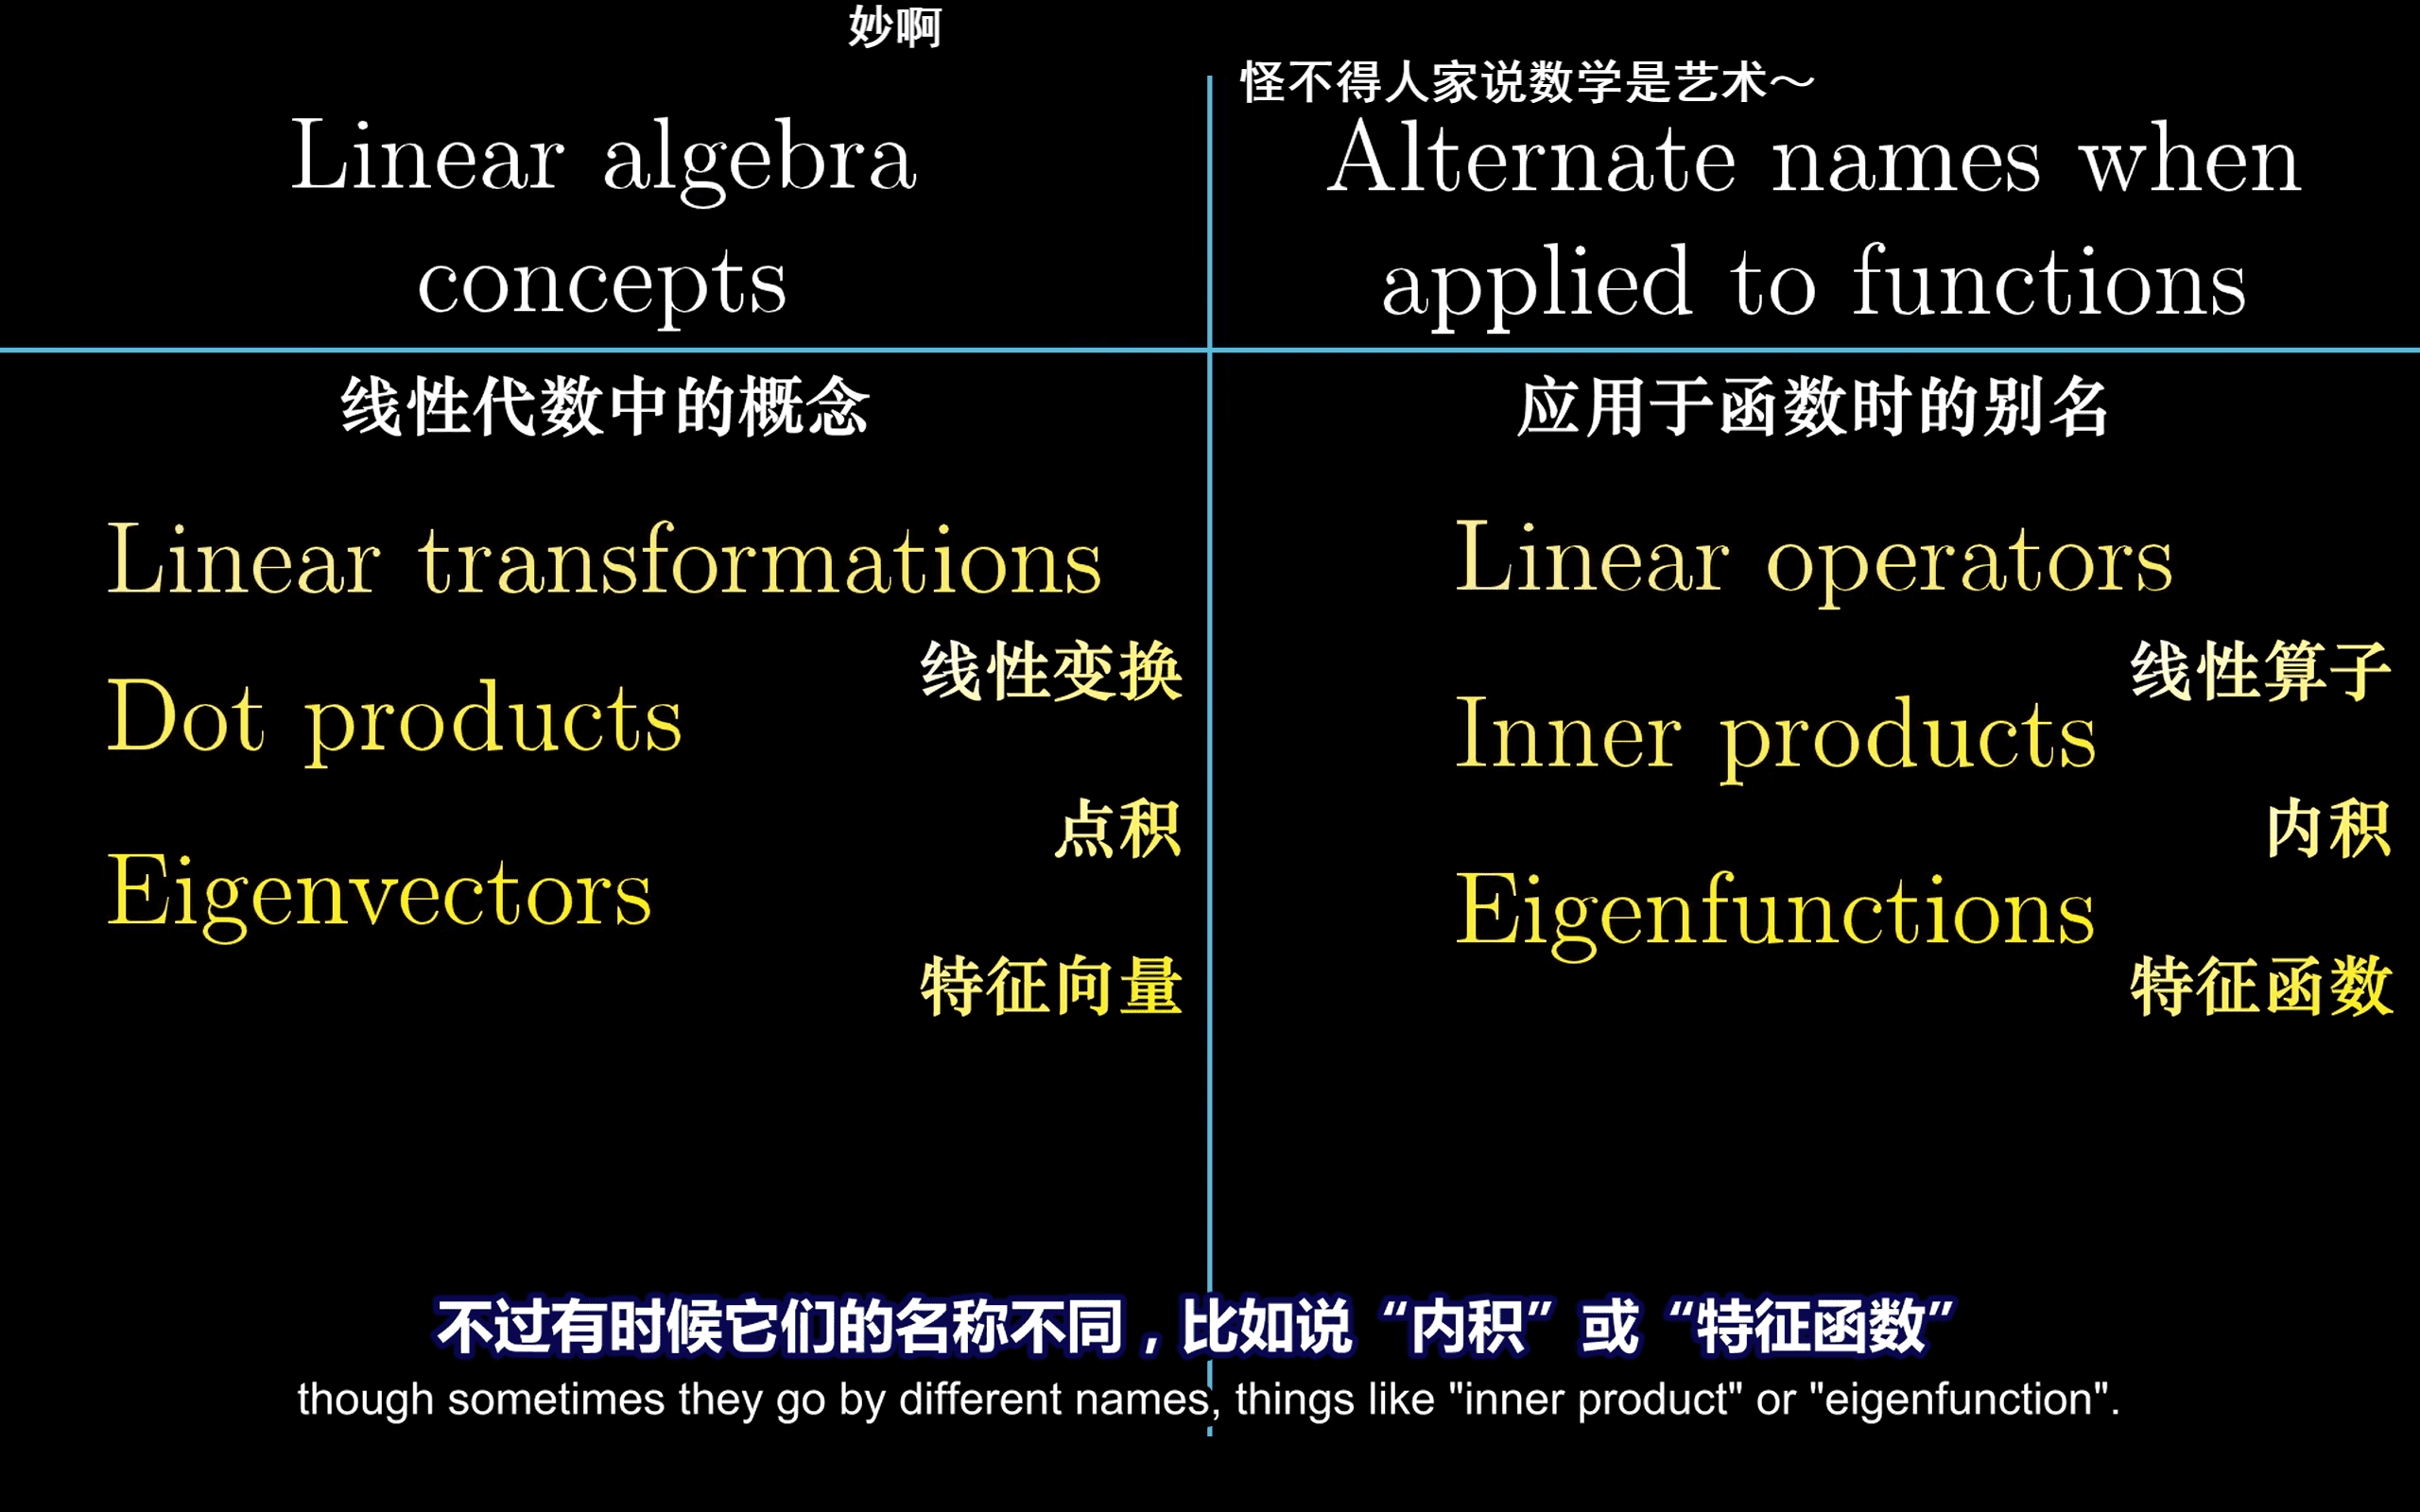 妙啊
怪不得人家说数学是艺术～
Linear algebra
concepts
Alternate names when
applied to functions
线性代数中的概念
应用于函数时的别名
Linear transformations
线性变换
Linear operators
线性算子
Dot products
点积
Inner products
内积
Eigenvectors
特征向量
Eigenfunctions
特征函数
不过有时候它们的名称不同，比如说“内积”或“特征函数”
though sometimes they go by different names, things like "inner product" or "eigenfunction".